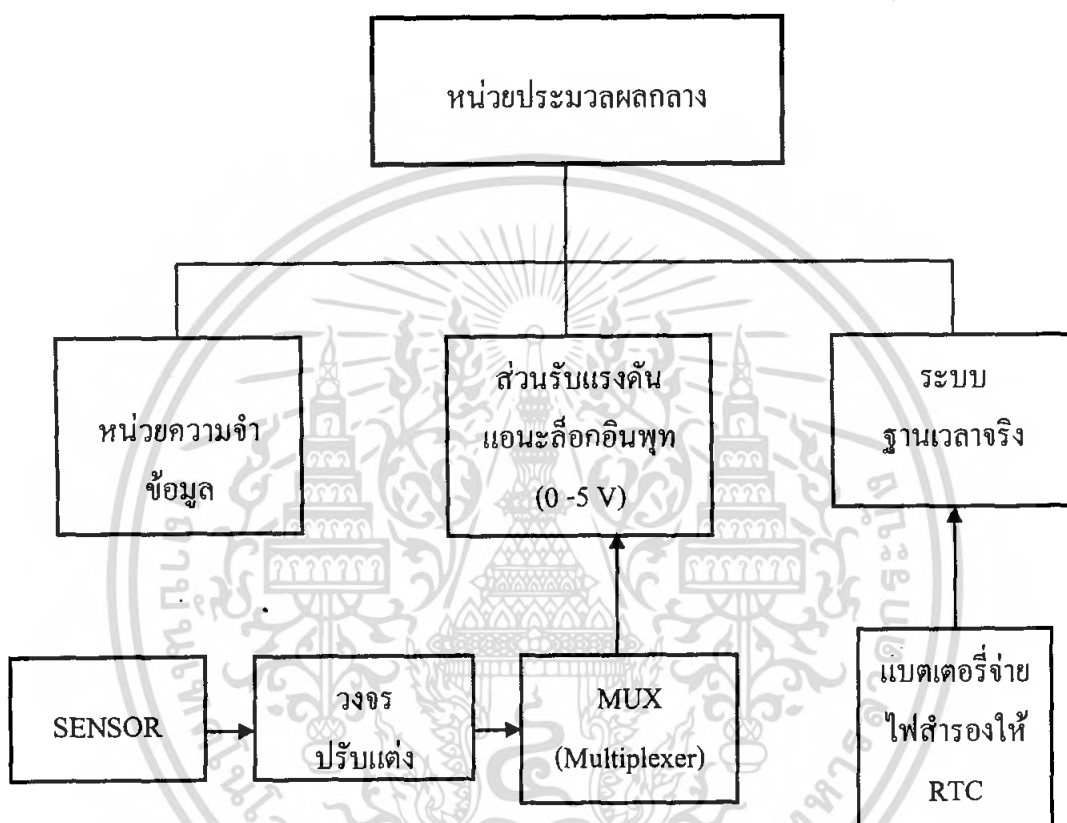 หน่วยประมวลผลกลาง
หน่วยความจำ
ข้อมูล
ส่วนรับแรงดัน
แอนะล็อกอินพุท
(0 -5 V)
ระบบ
ฐานเวลาจริง
SENSOR
วงจร
ปรับแต่ง
MUX
(Multiplexer)
แบตเตอรี่จ่าย
ไฟสำรองให้
RTC